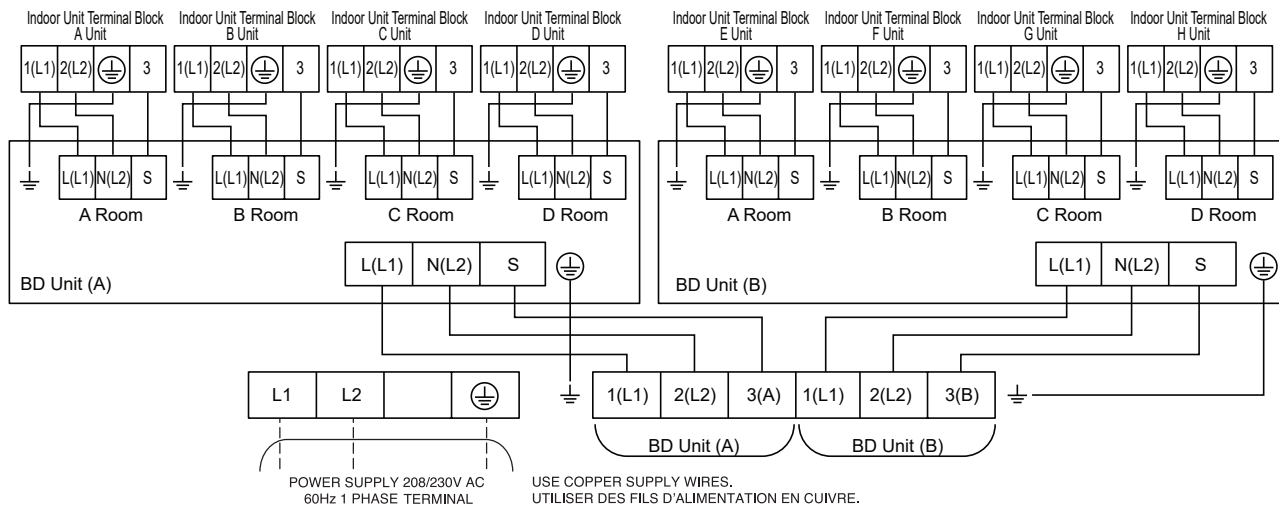 Indoor Unit Terminal Block Indoor Unit Terminal Block Indoor Unit Terminal Block Indoor Unit Terminal Block Indoor Unit Terminal Block Indoor Unit Terminal Block Indoor Unit Terminal Block Indoor Unit Terminal Block
A Unit B Unit C Unit D Unit E Unit F Unit G Unit H Unit
1(L1) 2(L2) 3 1(L1) 2(L2) 3 1(L1) 2(L2) 3 1(L1) 2(L2) 3 1(L1) 2(L2) 3 1(L1) 2(L2) 3 1(L1) 2(L2) 3 1(L1) 2(L2) 3
L(L1) N(L2) S L(L1) N(L2) S L(L1) N(L2) S L(L1) N(L2) S L(L1) N(L2) S L(L1) N(L2) S L(L1) N(L2) S L(L1) N(L2) S
A Room B Room C Room D Room A Room B Room C Room D Room
L(L1) N(L2) S L(L1) N(L2) S
BD Unit (A) BD Unit (B)
L1 L2 1(L1) 2(L2) 3(A) 1(L1) 2(L2) 3(B)
BD Unit (A) BD Unit (B)
POWER SUPPLY 208/230V AC
60Hz 1 PHASE TERMINAL
USE COPPER SUPPLY WIRES.
UTILISER DES FILS D'ALIMENTATION EN CUIVRE.